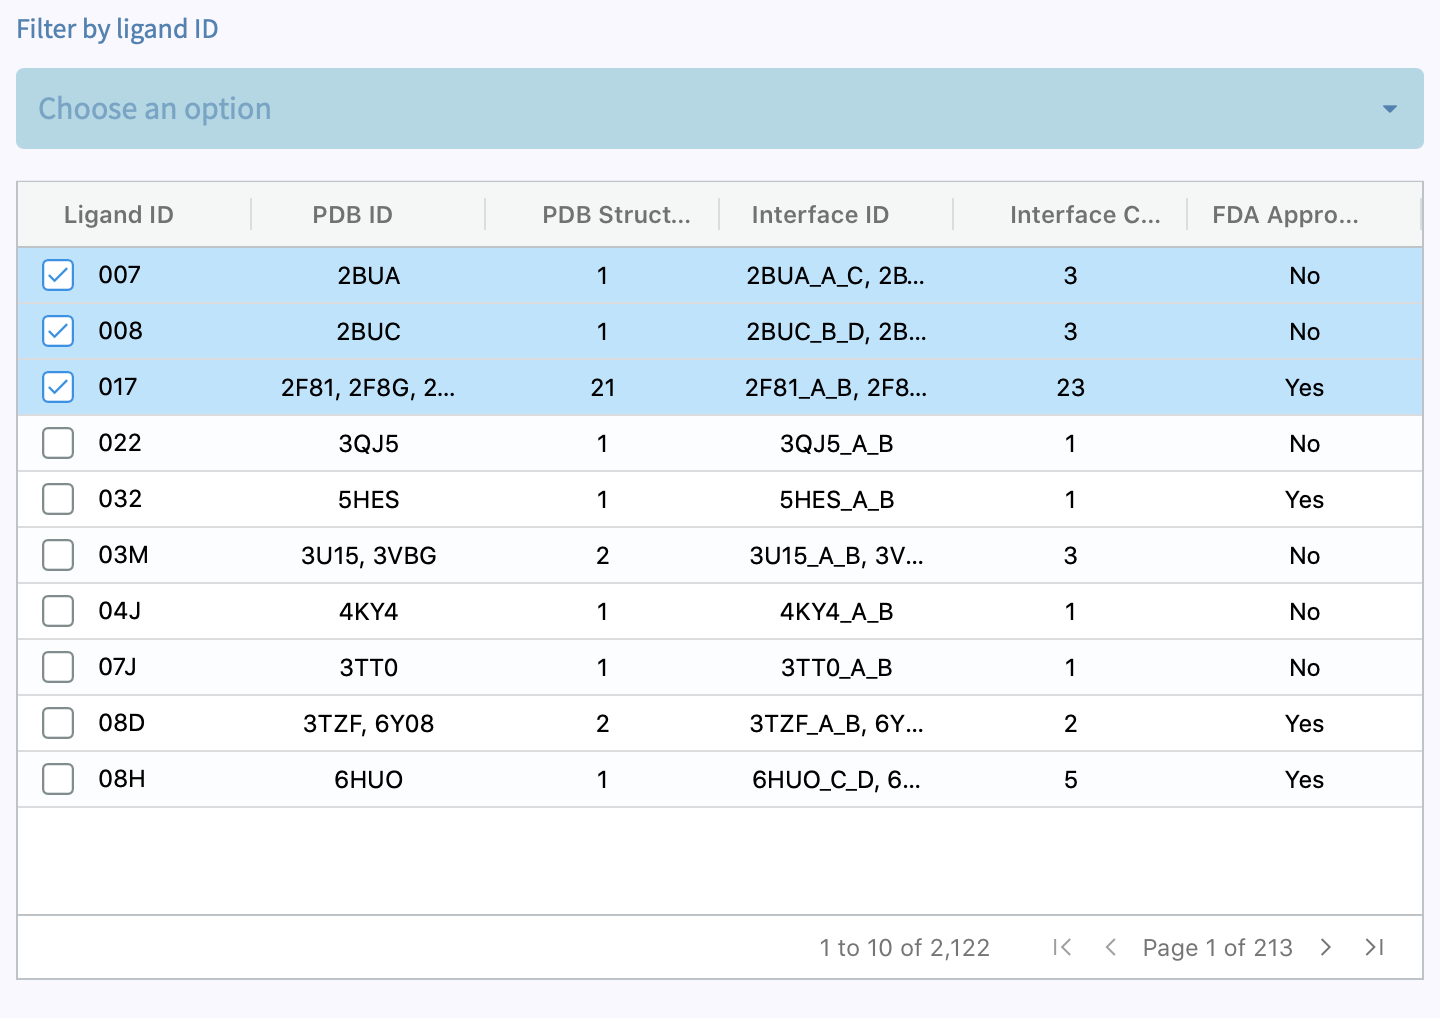 Filter by ligand ID
Choose an option
Ligand ID PDB ID PDB Struct... Interface ID Interface C... FDA Appro...
007 2BUA 1 2BUA_A_C, 2B... 3 No
008 2BUC 1 2BUC_B_D, 2B... 3 No
017 2F81, 2F8G, 2... 21 2F81_A_B, 2F8... 23 Yes
022 3QJ5 1 3QJ5_A_B 1 No
032 5HES 1 5HES_A_B 1 Yes
03M 3U15, 3VBG 2 3U15_A_B, 3V... 3 No
04J 4KY4 1 4KY4_A_B 1 No
07J 3TT0 1 3TT0_A_B 1 No
08D 3TZF, 6Y08 2 3TZF_A_B, 6Y... 2 Yes
08H 6HUO 1 6HUO_C_D, 6... 5 Yes
1 to 10 of 2,122 Page 1 of 213